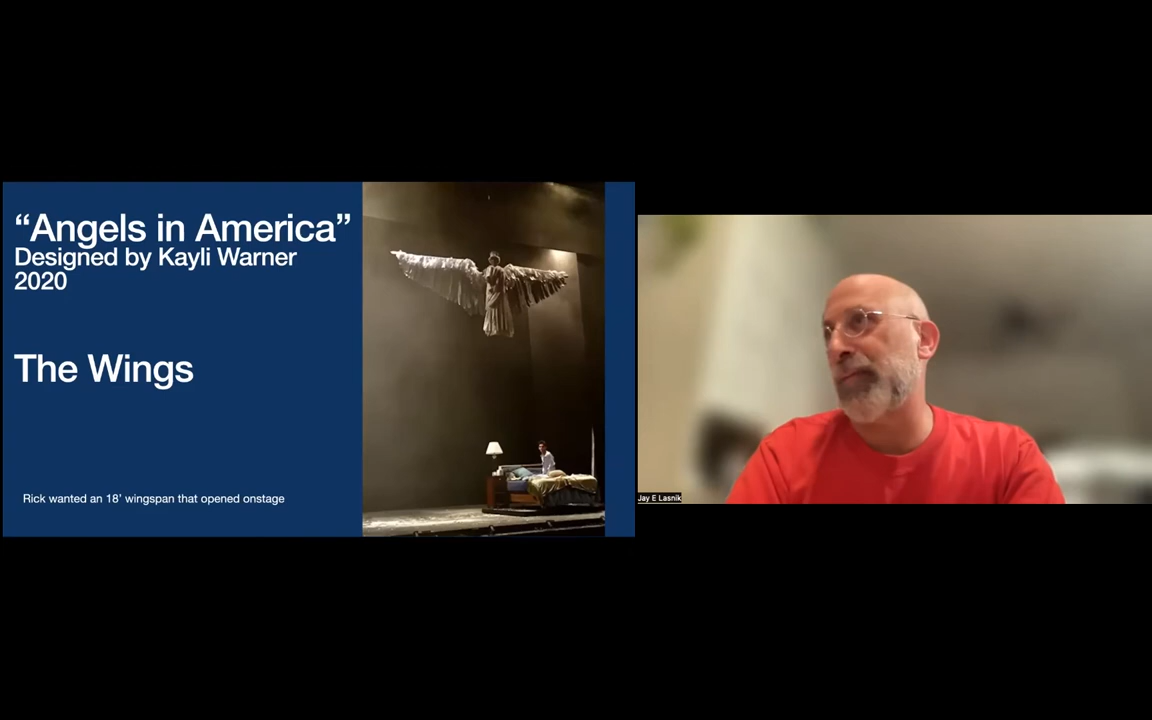 “Angels in America”
Designed by Kayli Warner
2020
The Wings
Rick wanted an 18’ wingspan that opened onstage
Jay E Lasnik